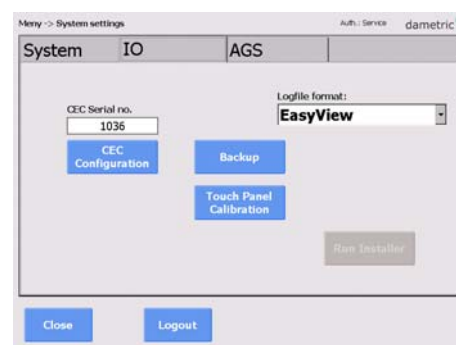 Meny -> System settings
Auth.: Service
dametric
System IO AGS
CEC Serial no.
1036
Logfile format:
EasyView
CEC
Configuration
Backup
Touch Panel
Calibration
Run Installer
Close Logout